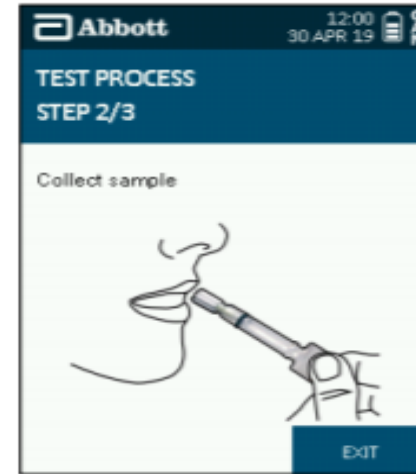 Abbott
12:00
30 APR 19
TEST PROCESS
STEP 2/3
Collect sample
EXIT